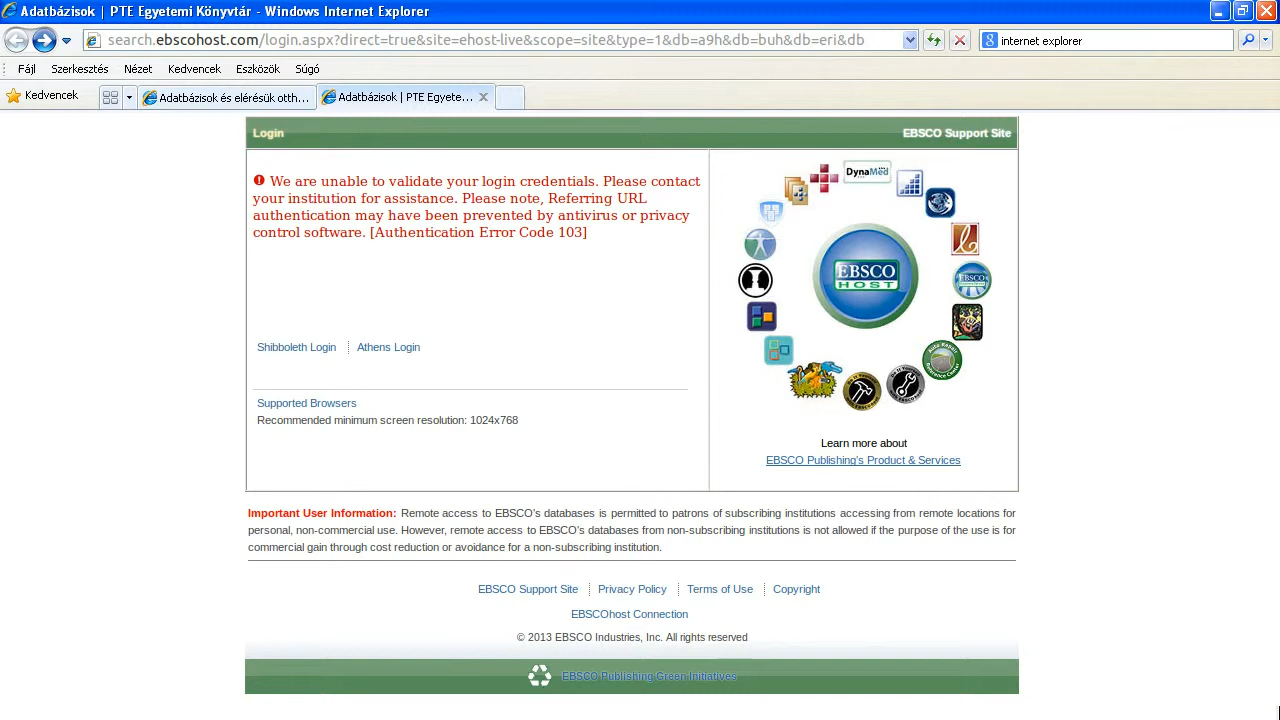 Adatbázisok | PTE Egyetemi Könyvtár - Windows Internet Explorer
search.ebscohost.com/login.aspx?direct=true&site=ehost-live&scope=site&type=1&db=a9h&db=buh&db=eri&db
internet explorer
Fájl Szerkesztés Nézet Kedvencek Eszközök Súgó
Kedvencek
Adatbázisok és elérésük otth...
Adatbázisok | PTE Egyete...
Login
EBSCO Support Site
We are unable to validate your login credentials. Please contact
your institution for assistance. Please note, Referring URL
authentication may have been prevented by antivirus or privacy
control software. [Authentication Error Code 103]
Shibboleth Login
Athens Login
Supported Browsers
Recommended minimum screen resolution: 1024x768
DynaMed
EBSCO
HOST
EBSCO
Auto Repair
Reference Center
Learn more about
EBSCO Publishing's Product & Services
Important User Information: Remote access to EBSCO's databases is permitted to patrons of subscribing institutions accessing from remote locations for
personal, non-commercial use. However, remote access to EBSCO's databases from non-subscribing institutions is not allowed if the purpose of the use is for
commercial gain through cost reduction or avoidance for a non-subscribing institution.
EBSCO Support Site
Privacy Policy
Terms of Use
Copyright
EBSCOhost Connection
© 2013 EBSCO Industries, Inc. All rights reserved
EBSCO Publishing Green Initiatives